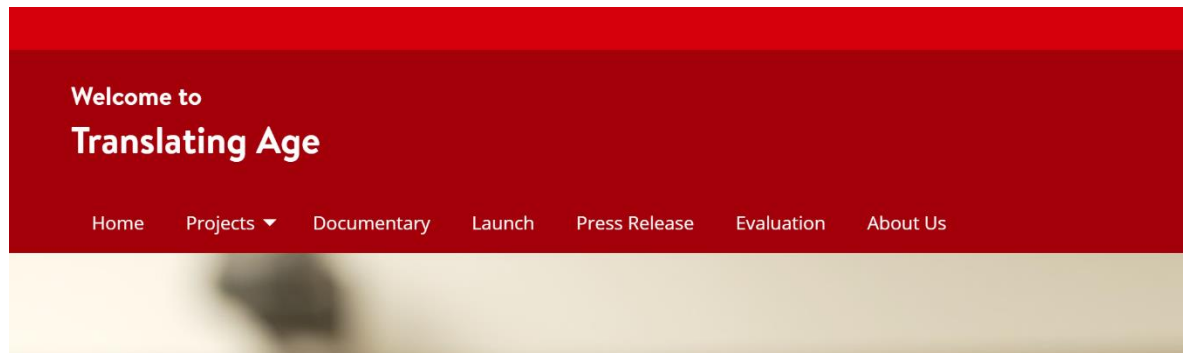 Welcome to
Translating Age
Home Projects Documentary Launch Press Release Evaluation About Us